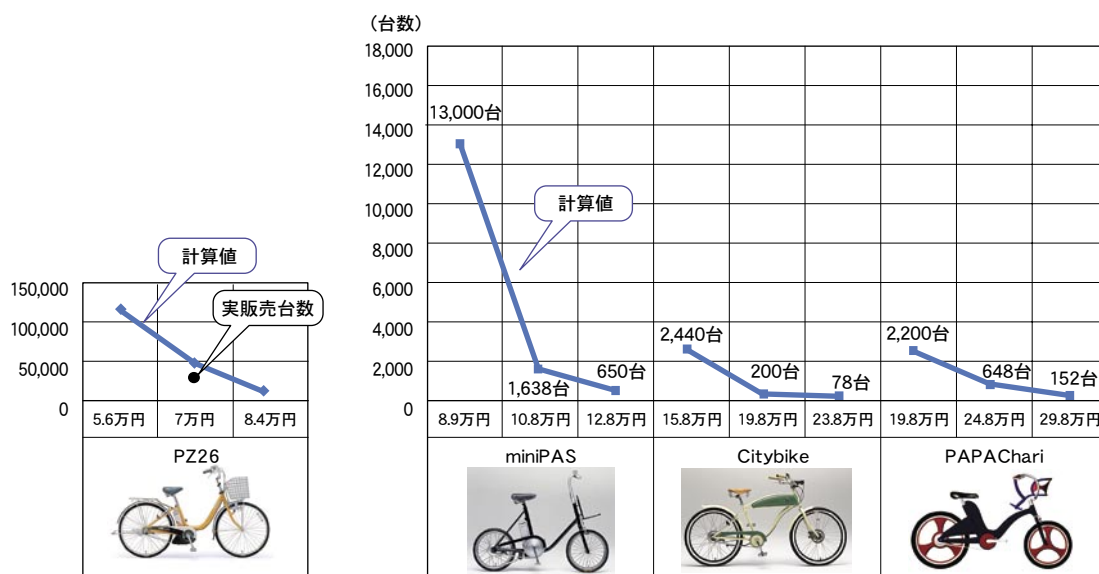 （台数）
18,000
16,000
14,000
12,000
10,000
8,000
6,000
4,000
2,000
0
13,000台
計算値
1,638台
650台
2,440台
200台
78台
2,200台
648台
152台
8.9万円 10.8万円 12.8万円 15.8万円 19.8万円 23.8万円 19.8万円 24.8万円 29.8万円
miniPAS Citybike PAPAChari
計算値
実販売台数
150,000
100,000
50,000
0
5.6万円 7万円 8.4万円
PZ26